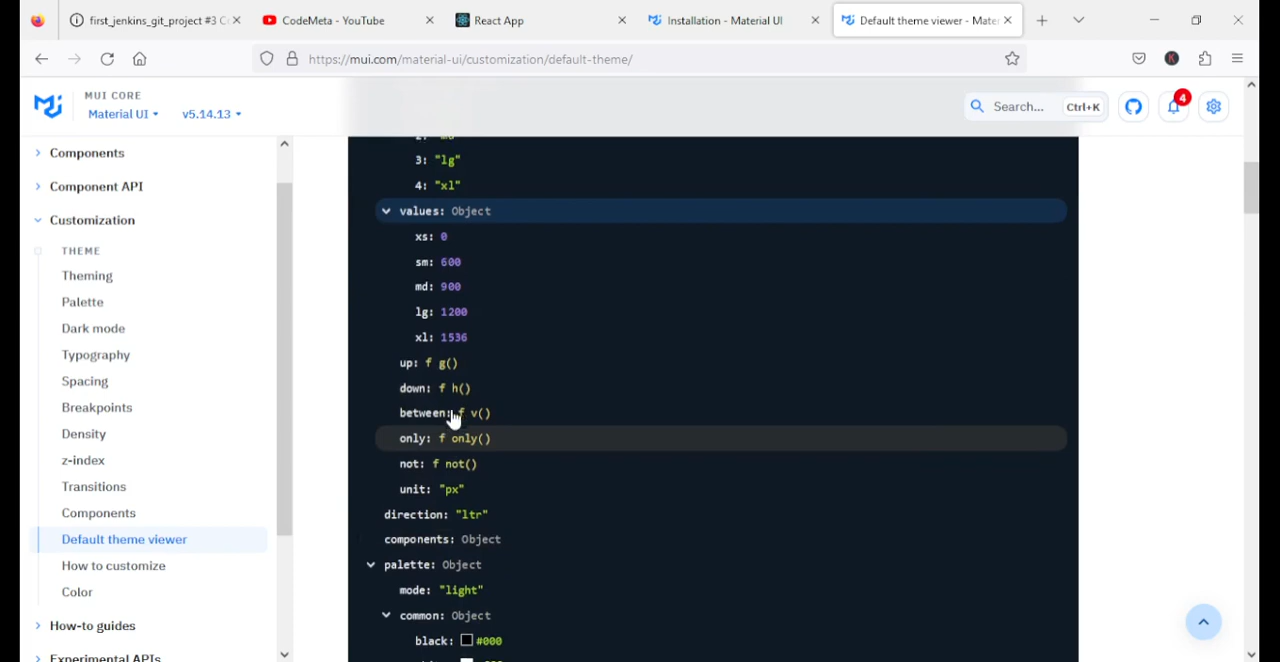 first_jenkins_git_project #3 C
CodeMeta - YouTube
React App
Installation - Material UI
Default theme viewer - Mater
https://mui.com/material-ui/customization/default-theme/
K
MUI CORE
Material UI
v5.14.13
Search... Ctrl+K
4
Components
Component API
Customization
THEME
Theming
Palette
Dark mode
Typography
Spacing
Breakpoints
Density
z-index
Transitions
Components
Default theme viewer
How to customize
Color
How-to guides
Experimental APIs
3: "lg"
4: "xl"
values: Object
xs: 0
sm: 600
md: 900
lg: 1200
xl: 1536
up: f g()
down: f h()
between: f v()
only: f only()
not: f not()
unit: "px"
direction: "ltr"
components: Object
palette: Object
mode: "light"
common: Object
black: #000